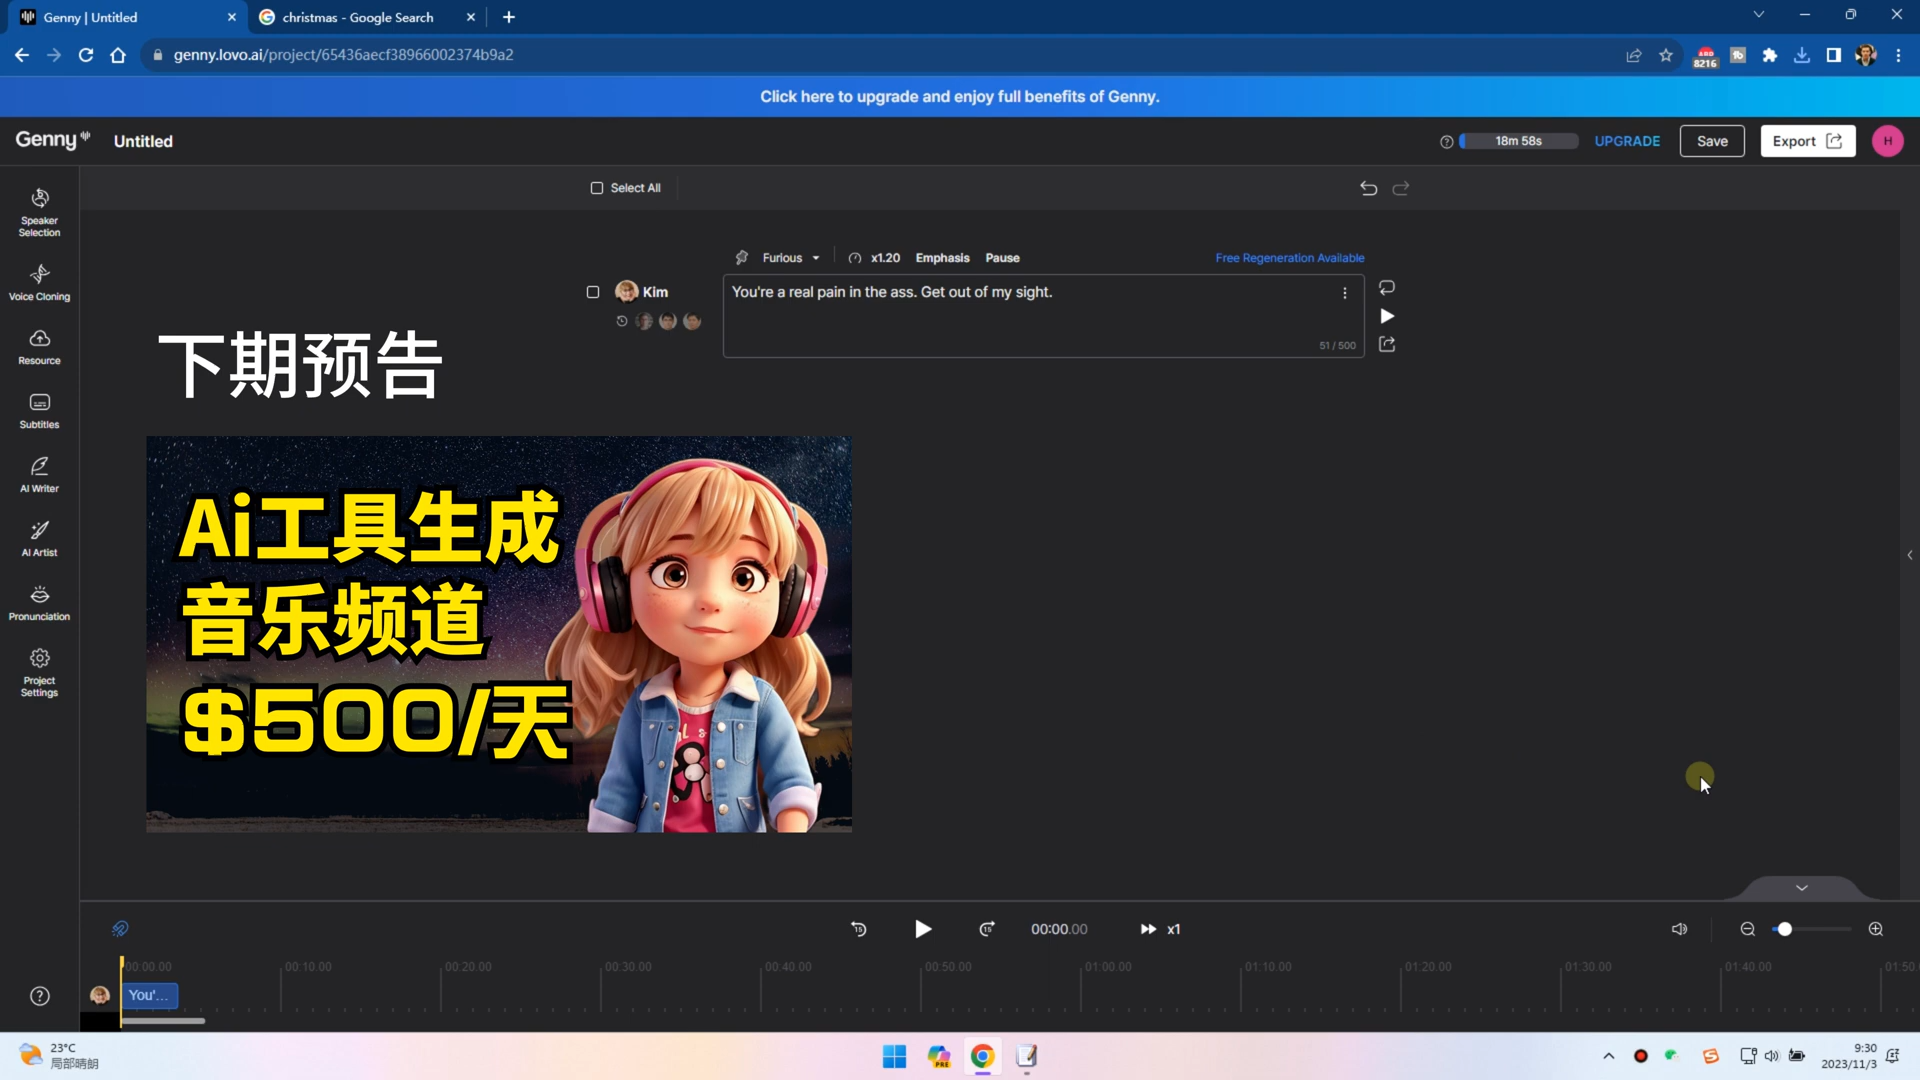 Genny | Untitled
christmas - Google Search
genny.lovo.ai/project/65436aecf38966002374b9a2
8216
Click here to upgrade and enjoy full benefits of Genny.
Genny
Untitled
18m 58s
UPGRADE
Save
Export
H
Select All
Speaker
Selection
Voice Cloning
Resource
Subtitles
AI Writer
AI Artist
Pronunciation
Project
Settings
Furious
x1.20
Emphasis
Pause
Free Regeneration Available
Kim
You're a real pain in the ass. Get out of my sight.
51 / 500
下期预告
Ai工具生成
音乐频道
$500/天
15
15
00:00.00
x1
00:00.00
00:10.00
00:20.00
00:30.00
00:40.00
00:50.00
01:00.00
01:10.00
01:20.00
01:30.00
01:40.00
01:50.
You'...
23°C
局部晴朗
PRE
9:30
2023/11/3